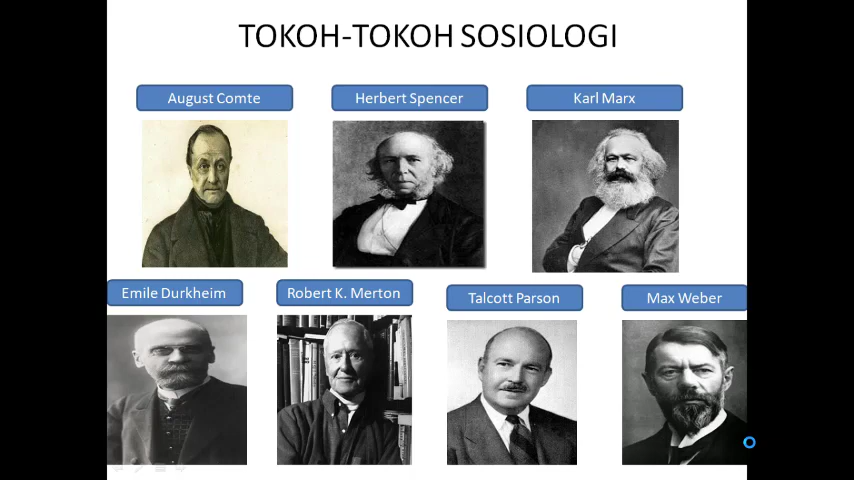 TOKOH-TOKOH SOSIOLOGI
August Comte
Herbert Spencer
Karl Marx
Emile Durkheim
Robert K. Merton
Talcott Parson
Max Weber